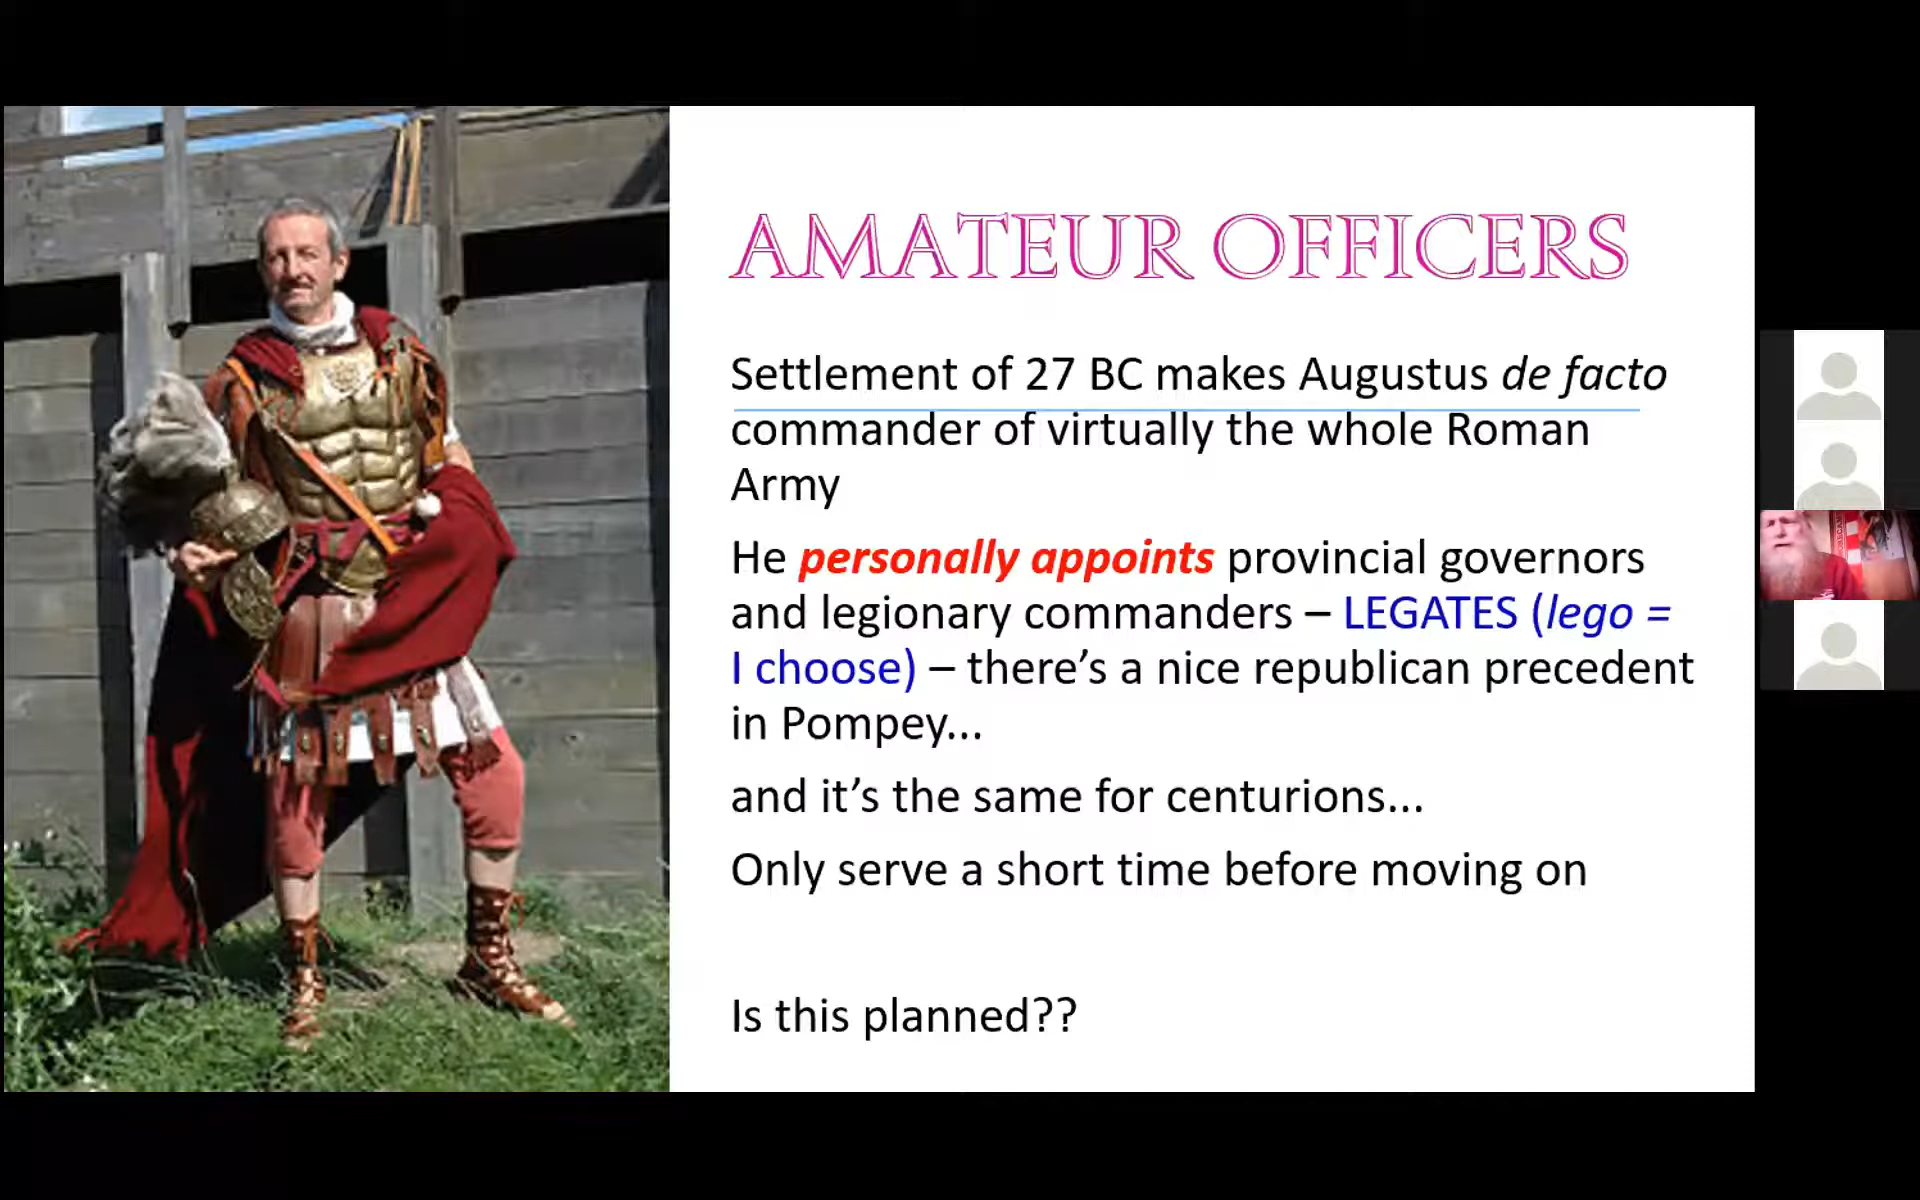 AMATEUR OFFICERS
Settlement of 27 BC makes Augustus de facto
commander of virtually the whole Roman
Army
He personally appoints provincial governors
and legionary commanders – LEGATES (lego =
I choose) – there’s a nice republican precedent
in Pompey...
and it’s the same for centurions...
Only serve a short time before moving on
Is this planned??